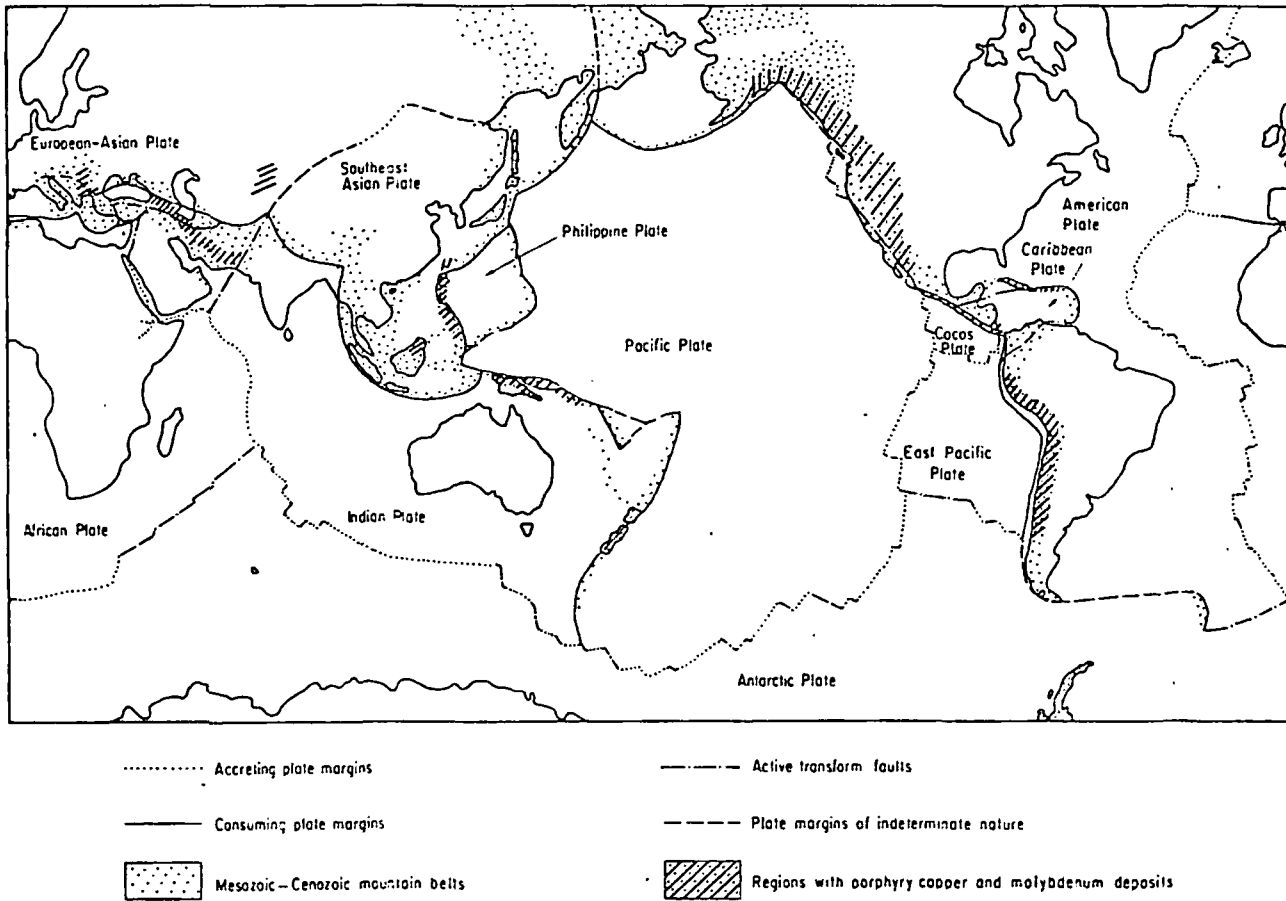 European-Asian Plate
Southeast
Asian Plate
American
Plate
Philippine Plate
Carribbean
Plate
Pacific Plate
Cocos
Plate
East Pacific
Plate
African Plate
Indian Plate
Antarctic Plate
Accreting plate margins
Active transform faults
Consuming plate margins
Plate margins of indeterminate nature
Mesozoic-Cenozoic mountain belts
Regions with porphyry copper and molybdenum deposits